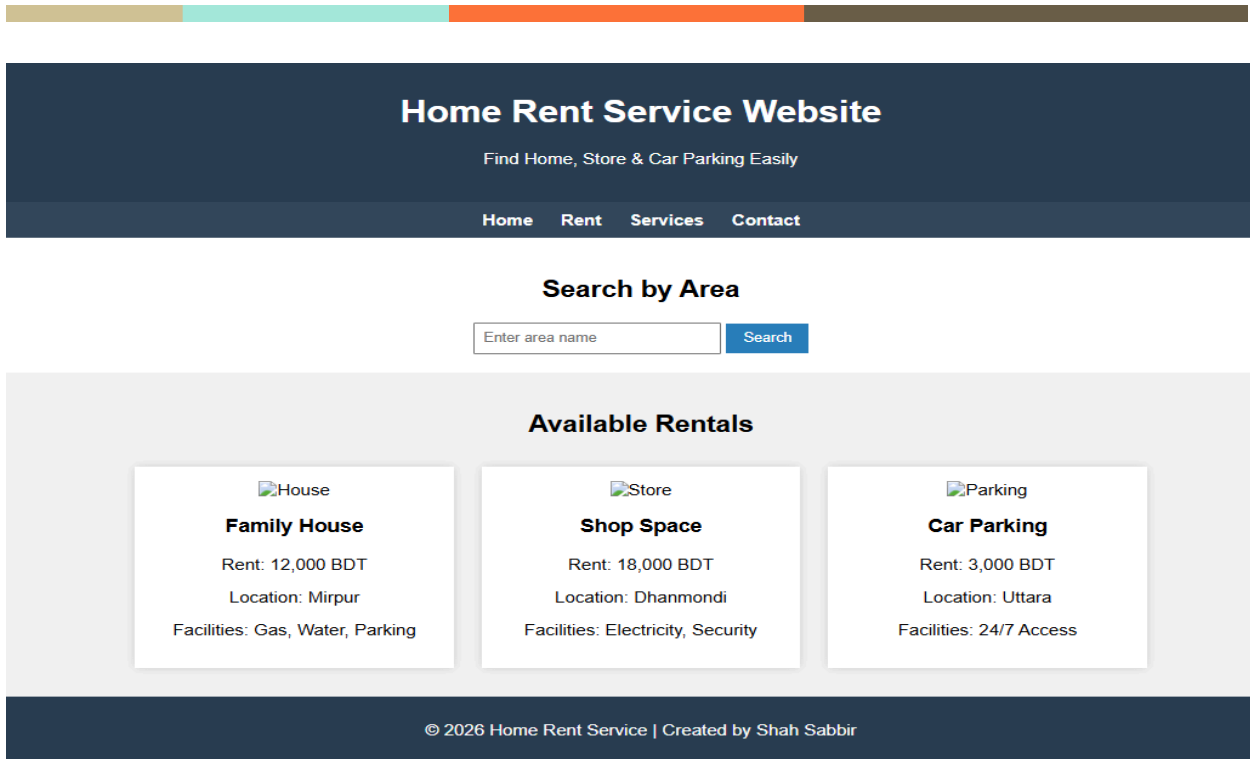 Home Rent Service Website
Find Home, Store & Car Parking Easily
Home Rent Services Contact
Search by Area
Enter area name Search
Available Rentals
House
Family House
Rent: 12,000 BDT
Location: Mirpur
Facilities: Gas, Water, Parking
Store
Shop Space
Rent: 18,000 BDT
Location: Dhanmondi
Facilities: Electricity, Security
Parking
Car Parking
Rent: 3,000 BDT
Location: Uttara
Facilities: 24/7 Access
© 2026 Home Rent Service | Created by Shah Sabbir